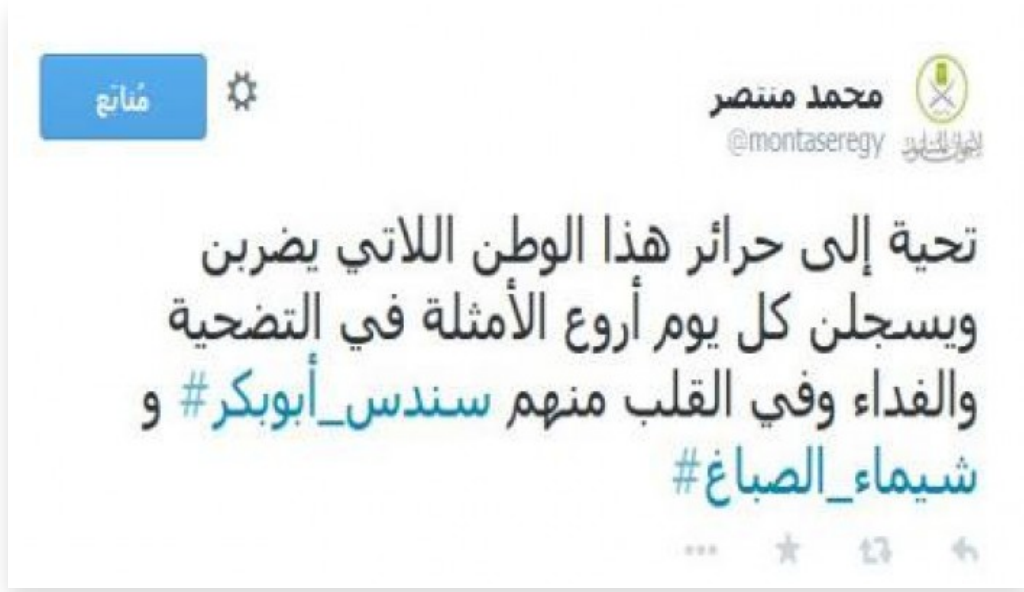 محمد منتصر
@montaseregy
مُتابَع
تحية إلى حرائر هذا الوطن اللاتي يضربن
ويسجلن كل يوم أروع الأمثلة في التضحية
والفداء وفي القلب منهم #سندس_أبوبكر و
#شيماء_الصباغ